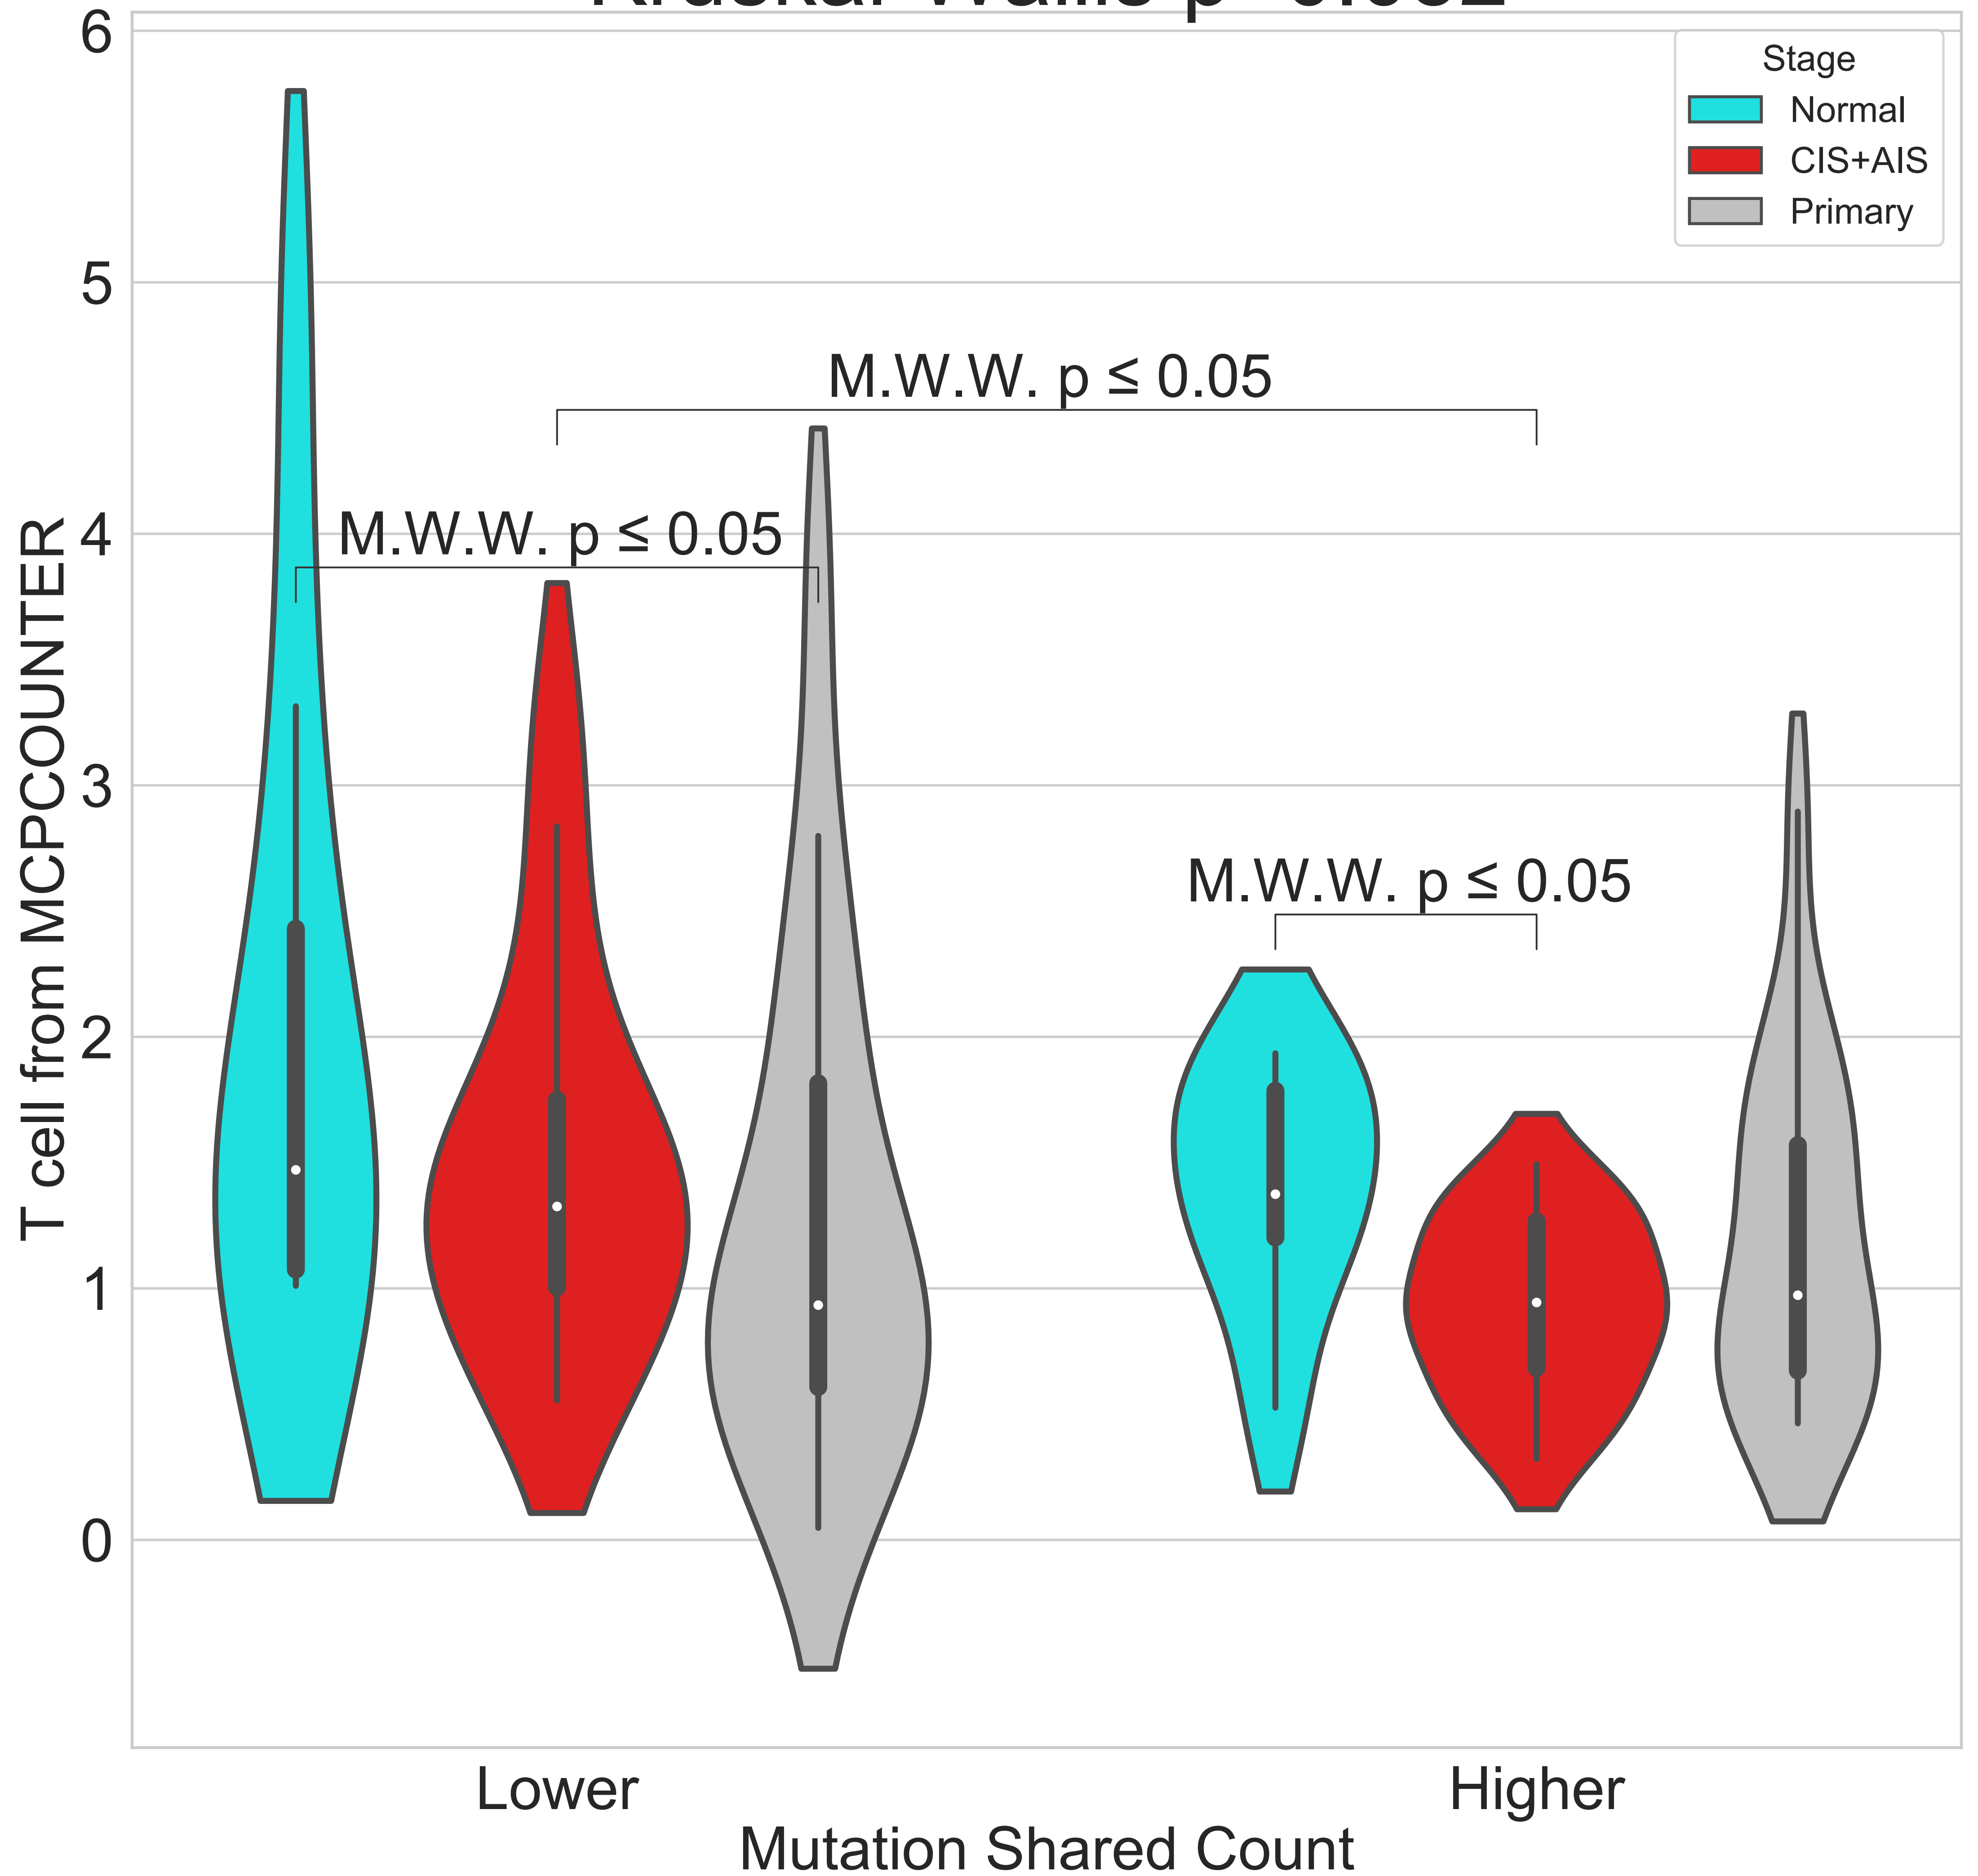 6
5
4
3
2
1
0
T cell from MCPCOUNTER
Stage
Normal
CIS+AIS
Primary
M.W.W. p ≤ 0.05
M.W.W. p ≤ 0.05
M.W.W. p ≤ 0.05
Lower
Higher
Mutation Shared Count